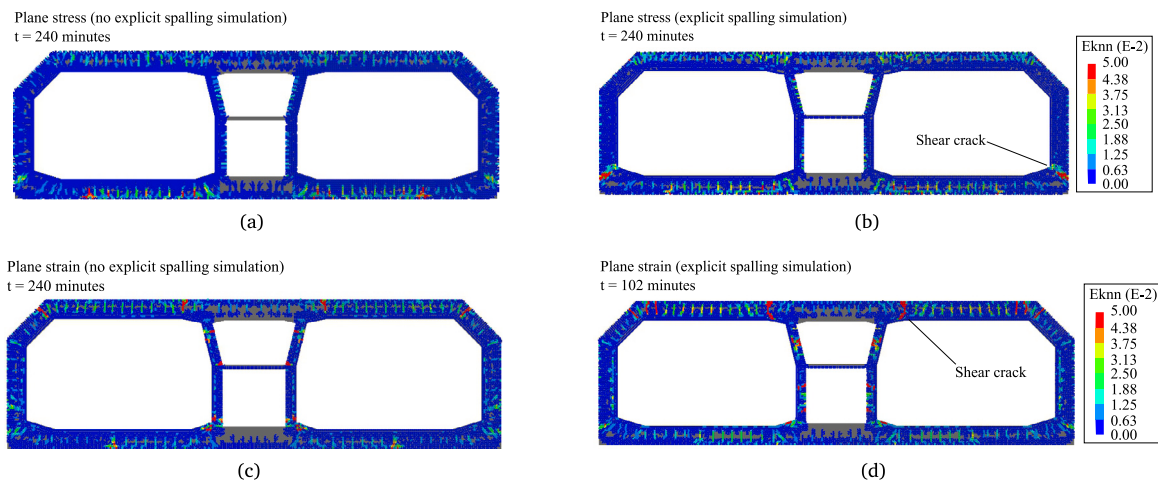 Plane stress (no explicit spalling simulation)
t = 240 minutes
(a)
Plane stress (explicit spalling simulation)
t = 240 minutes
Shear crack
Eknn (E-2)
5.00
4.38
3.75
3.13
2.50
1.88
1.25
0.63
0.00
(b)
Plane strain (no explicit spalling simulation)
t = 240 minutes
(c)
Plane strain (explicit spalling simulation)
t = 102 minutes
Shear crack
Eknn (E-2)
5.00
4.38
3.75
3.13
2.50
1.88
1.25
0.63
0.00
(d)